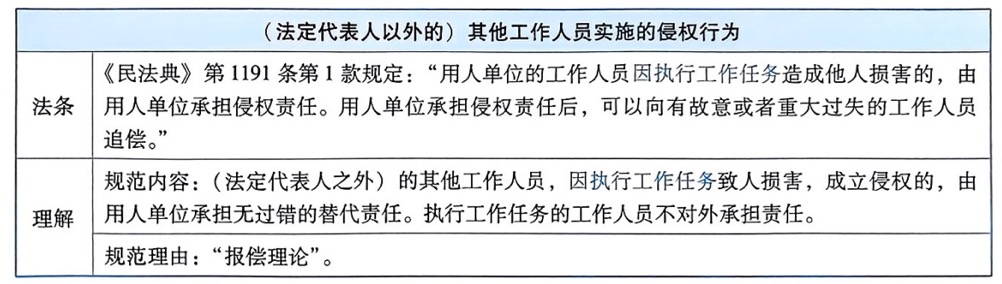 （法定代表人以外的）其他工作人员实施的侵权行为
法条
《民法典》第1191条第1款规定：“用人单位的工作人员因执行工作任务造成他人损害的，由
用人单位承担侵权责任。用人单位承担侵权责任后，可以向有故意或者重大过失的工作人员
追偿。”
理解
规范内容：（法定代表人之外）的其他工作人员，因执行工作任务致人损害，成立侵权的，由
用人单位承担无过错的替代责任。执行工作任务的工作人员不对外承担责任。
规范理由：“报偿理论”。